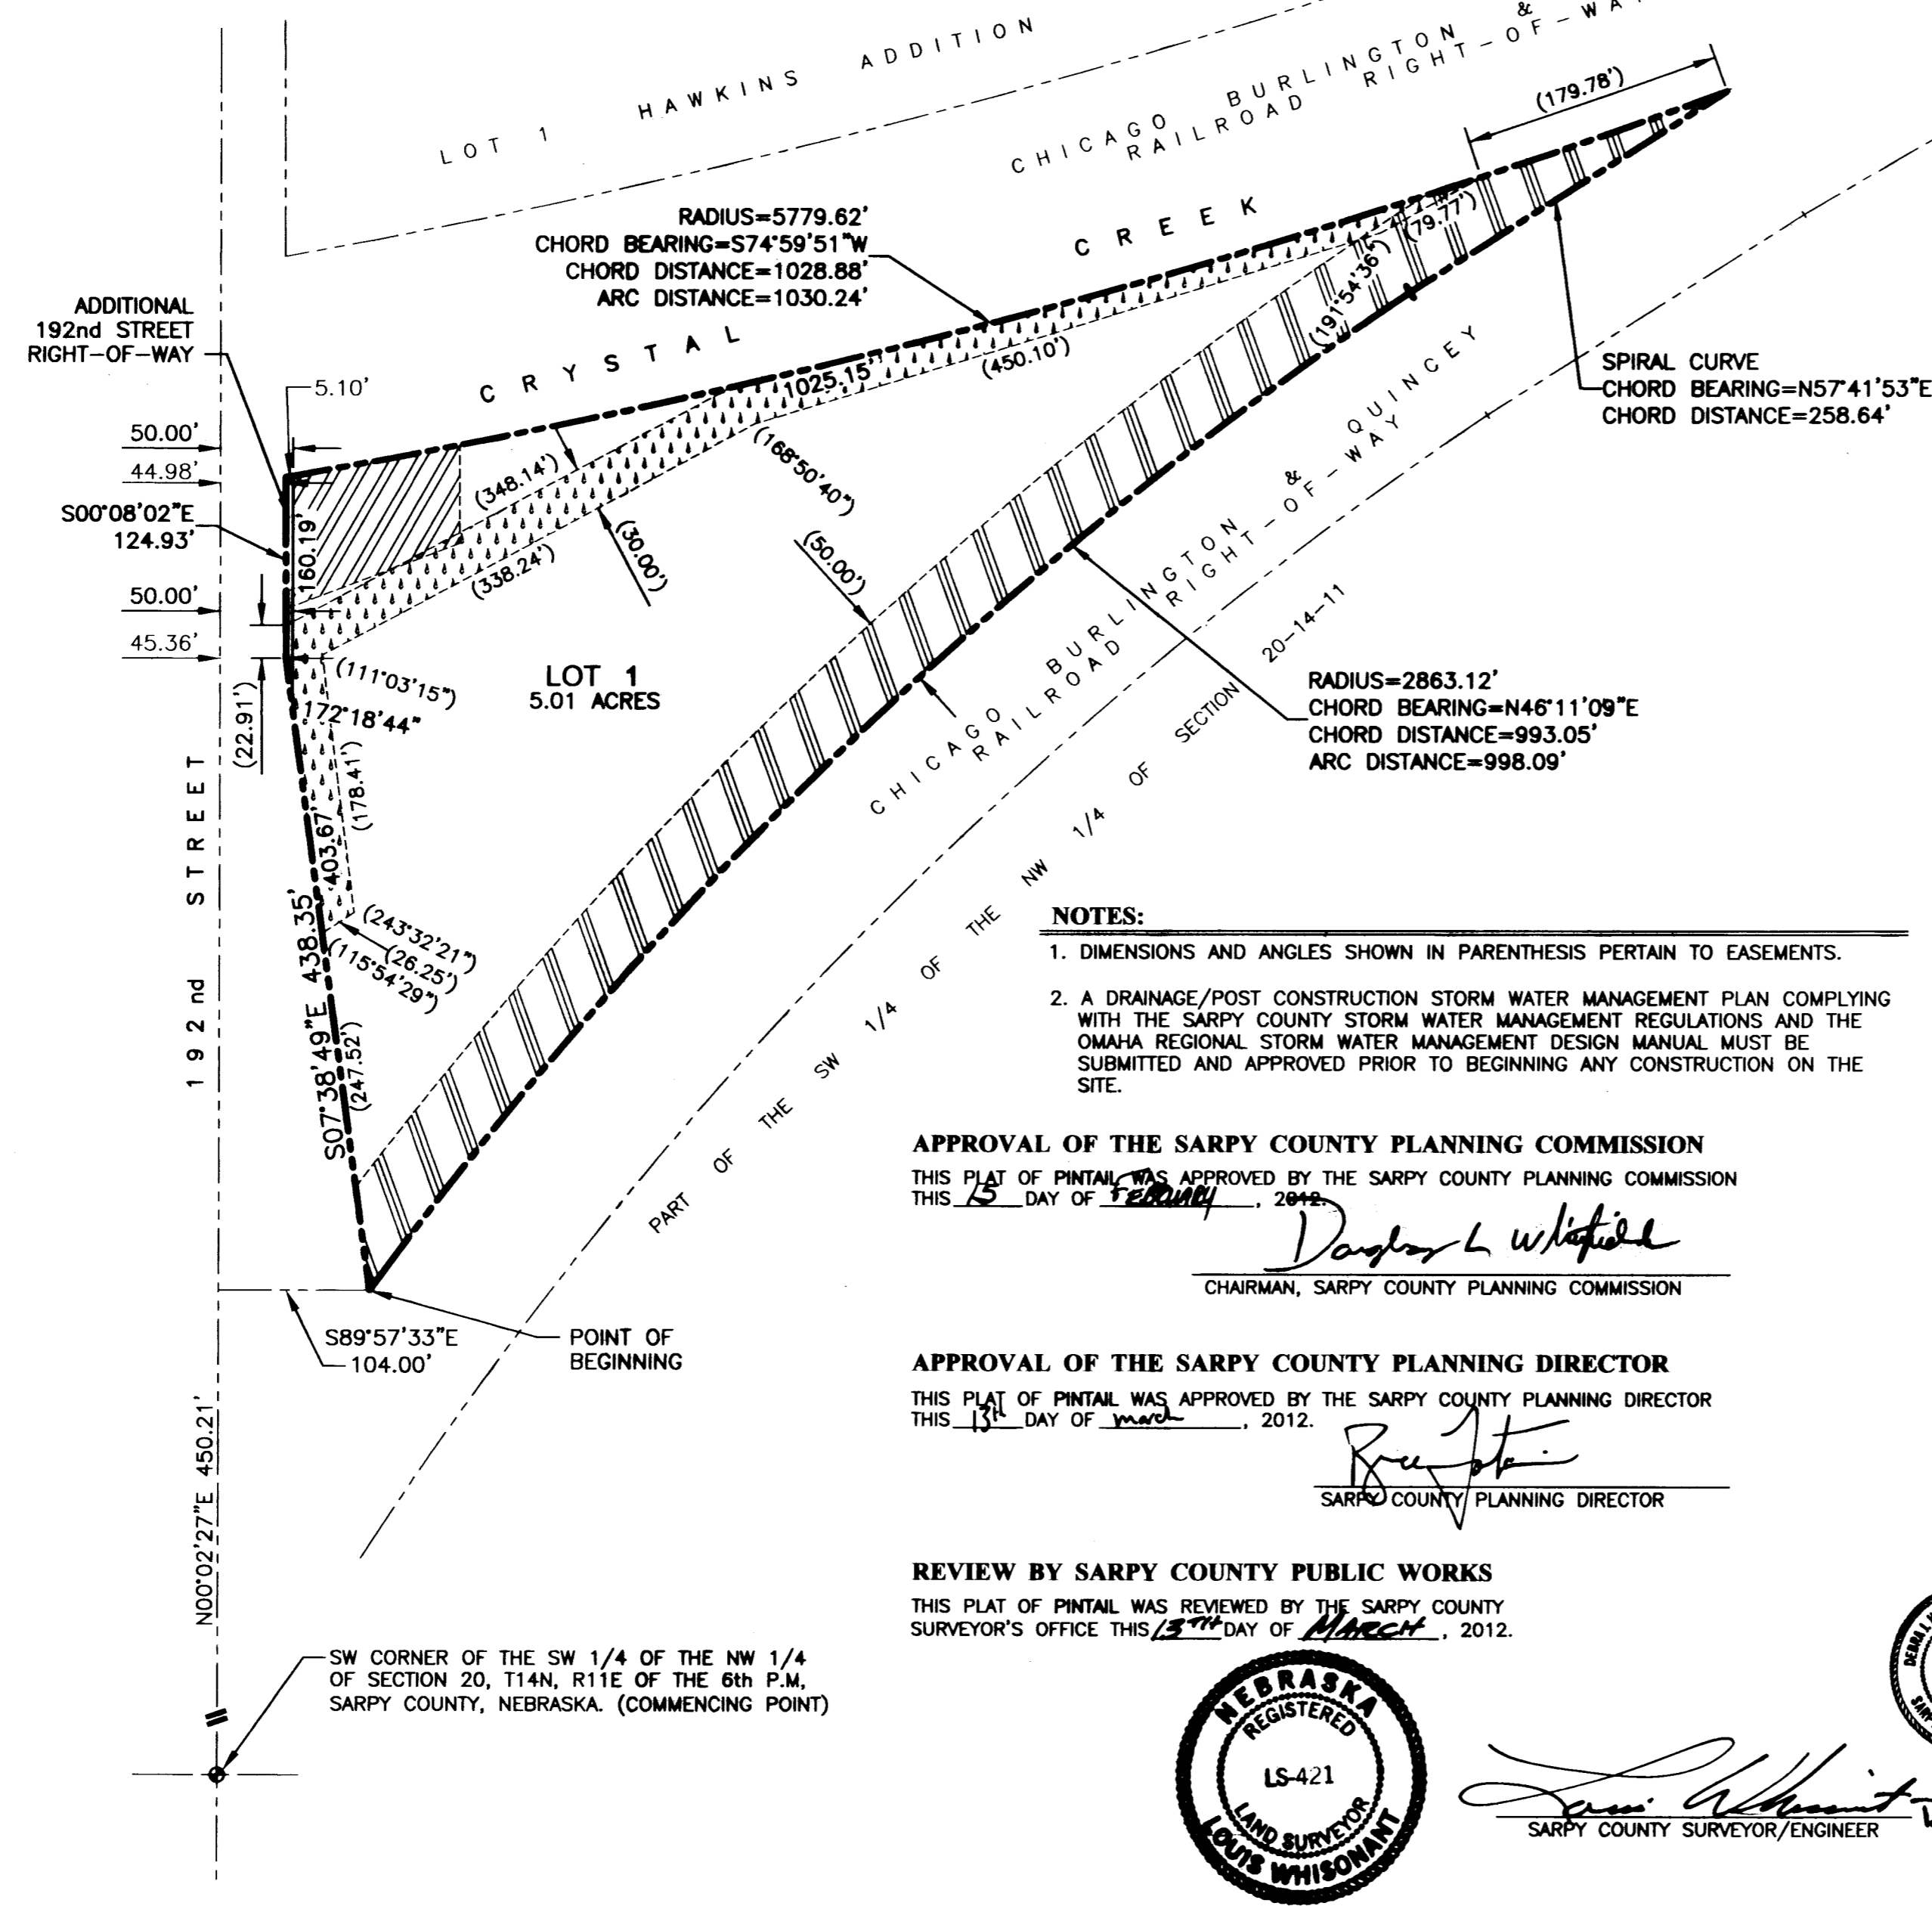 LOT 1 HAWKINS ADDITION
CHICAGO BURLINGTON &
RAILROAD RIGHT-OF-WA
(179.78')
RADIUS=5779.62'
CHORD BEARING=S74°59'51"W
CHORD DISTANCE=1028.88'
ARC DISTANCE=1030.24'
CRYSTAL CREEK
(79.77')
(191°54'36")
ADDITIONAL
192nd STREET
RIGHT-OF-WAY
5.10'
50.00'
44.98'
S00°08'02"E
124.93'
160.19'
50.00'
45.36'
(22.91')
1025.15'
(450.10')
(348.14')
(168°50'40")
(30.00')
(338.24')
(50.00')
SPIRAL CURVE
CHORD BEARING=N57°41'53"E
CHORD DISTANCE=258.64'
LOT 1
5.01 ACRES
(111°03'15")
172°18'44"
(178.41')
403.67'
(243°32'21")
(26.25')
(115°54'29")
S07°38'49"E 438.35'
(247.52')
CHICAGO BURLINGTON & QUINCEY
RAILROAD RIGHT-OF-WAY
RADIUS=2863.12'
CHORD BEARING=N46°11'09"E
CHORD DISTANCE=993.05'
ARC DISTANCE=998.09'
PART OF THE SW 1/4 OF THE NW 1/4 OF SECTION 20-14-11
192nd STREET
S89°57'33"E
104.00'
POINT OF
BEGINNING
N00°02'27"E 450.21'
SW CORNER OF THE SW 1/4 OF THE NW 1/4
OF SECTION 20, T14N, R11E OF THE 6th P.M,
SARPY COUNTY, NEBRASKA. (COMMENCING POINT)
NOTES:
1. DIMENSIONS AND ANGLES SHOWN IN PARENTHESIS PERTAIN TO EASEMENTS.
2. A DRAINAGE/POST CONSTRUCTION STORM WATER MANAGEMENT PLAN COMPLYING
WITH THE SARPY COUNTY STORM WATER MANAGEMENT REGULATIONS AND THE
OMAHA REGIONAL STORM WATER MANAGEMENT DESIGN MANUAL MUST BE
SUBMITTED AND APPROVED PRIOR TO BEGINNING ANY CONSTRUCTION ON THE
SITE.
APPROVAL OF THE SARPY COUNTY PLANNING COMMISSION
THIS PLAT OF PINTAIL WAS APPROVED BY THE SARPY COUNTY PLANNING COMMISSION
THIS 15 DAY OF FEBRUARY, 2012.
Douglas L Whitfield
CHAIRMAN, SARPY COUNTY PLANNING COMMISSION
APPROVAL OF THE SARPY COUNTY PLANNING DIRECTOR
THIS PLAT OF PINTAIL WAS APPROVED BY THE SARPY COUNTY PLANNING DIRECTOR
THIS 13th DAY OF march, 2012.
SARPY COUNTY PLANNING DIRECTOR
REVIEW BY SARPY COUNTY PUBLIC WORKS
THIS PLAT OF PINTAIL WAS REVIEWED BY THE SARPY COUNTY
SURVEYOR'S OFFICE THIS 13TH DAY OF MARCH, 2012.
NEBRASKA
REGISTERED
LS-421
LAND SURVEYOR
LOUIS WHISONANT
SARPY COUNTY SURVEYOR/ENGINEER